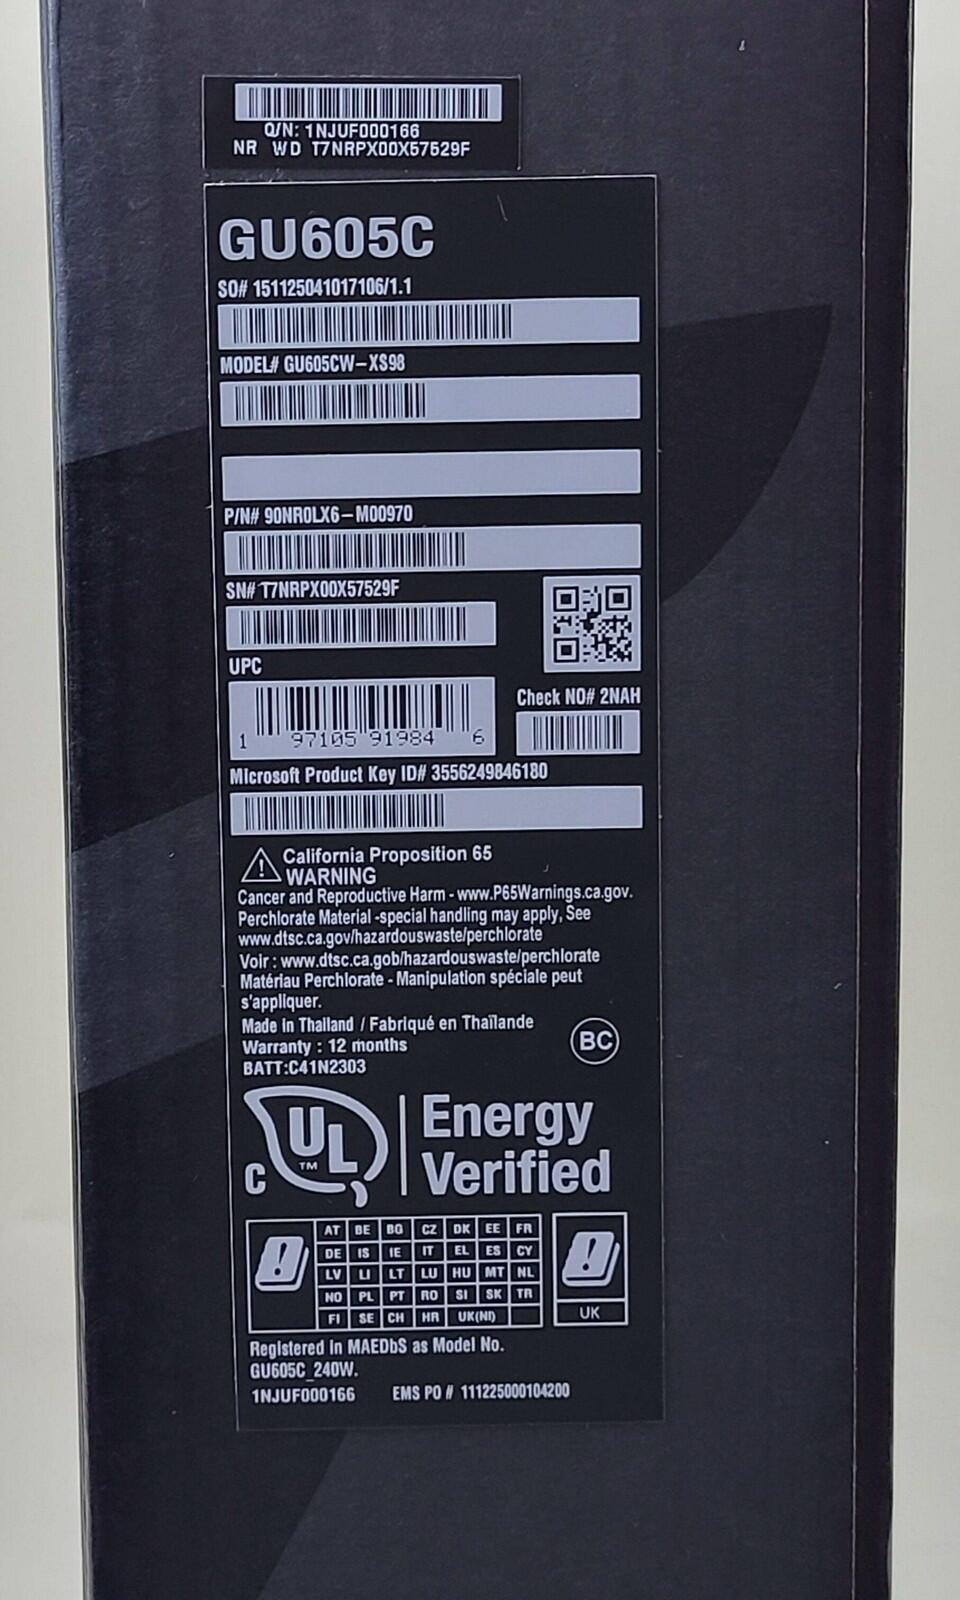 Q/N: 1NJUF000166
NR WD T7NRPX00X57529F
GU605C
SO# 151125041017106/1.1
MODEL# GU605CW-XS98
P/N# 90NR0LX6-M00970
SN# T7NRPX00X57529F
UPC
1 97105 91984 6
Check NO# 2NAH
Microsoft Product Key ID# 3556249846180
California Proposition 65
WARNING
Cancer and Reproductive Harm - www.P65Warnings.ca.gov.
Perchlorate Material -special handling may apply, See
www.dtsc.ca.gov/hazardouswaste/perchlorate
Voir : www.dtsc.ca.gob/hazardouswaste/perchlorate
Matériau Perchlorate - Manipulation spéciale peut
s'appliquer.
Made in Thailand / Fabriqué en Thaïlande
Warranty : 12 months
BATT:C41N2303
BC
C UL TM
Energy
Verified
AT BE BG CZ DK EE FR
DE IS IE IT EL ES CY
LV LI LT LU HU MT NL
NO PL PT RO SI SK TR
FI SE CH HR UK(NI)
UK
Registered in MAEDbS as Model No.
GU605C_240W.
1NJUF000166 EMS PO # 111225000104200